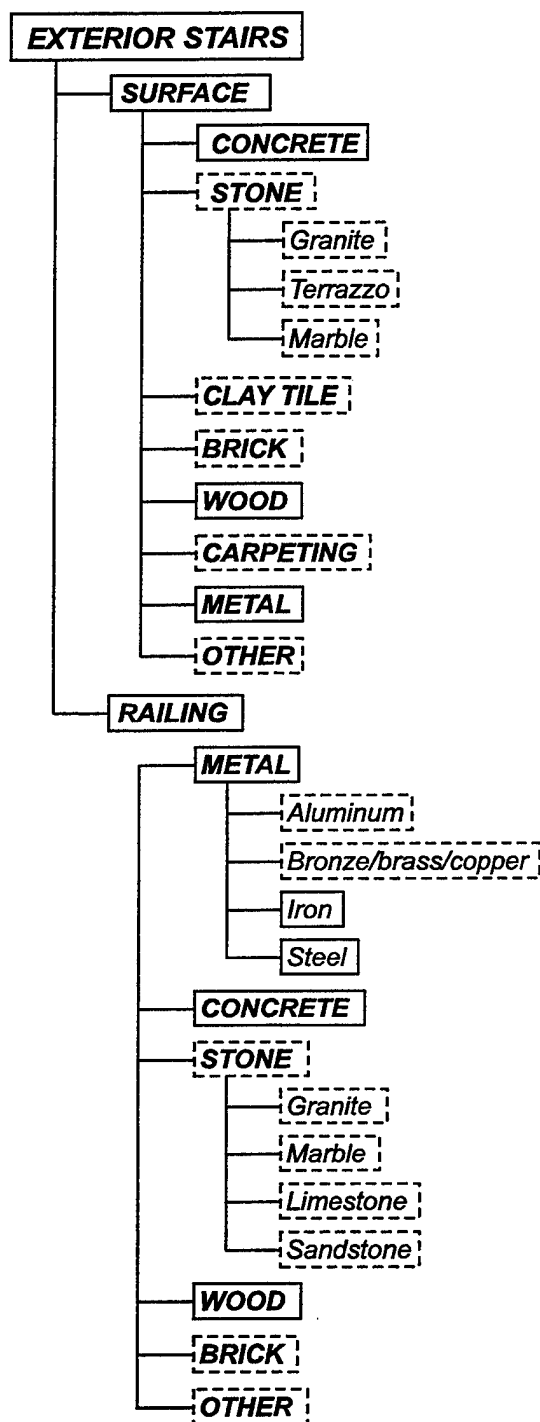 EXTERIOR STAIRS
SURFACE
CONCRETE
STONE
Granite
Terrazzo
Marble
CLAY TILE
BRICK
WOOD
CARPETING
METAL
OTHER
RAILING
METAL
Aluminum
Bronze/brass/copper
Iron
Steel
CONCRETE
STONE
Granite
Marble
Limestone
Sandstone
WOOD
BRICK
OTHER